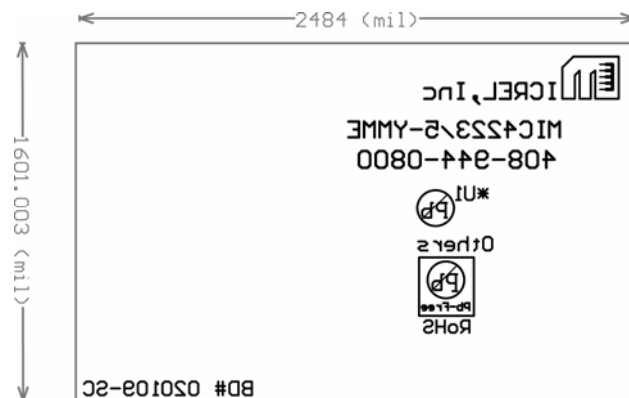 2484 (mil)
1601.003 (mil)
MICREL,Inc
MIC4223/5-YMME
408-944-0800
*U1
Pb
Others
Pb
Pb-Free
RoHS
BD# 020109-SC